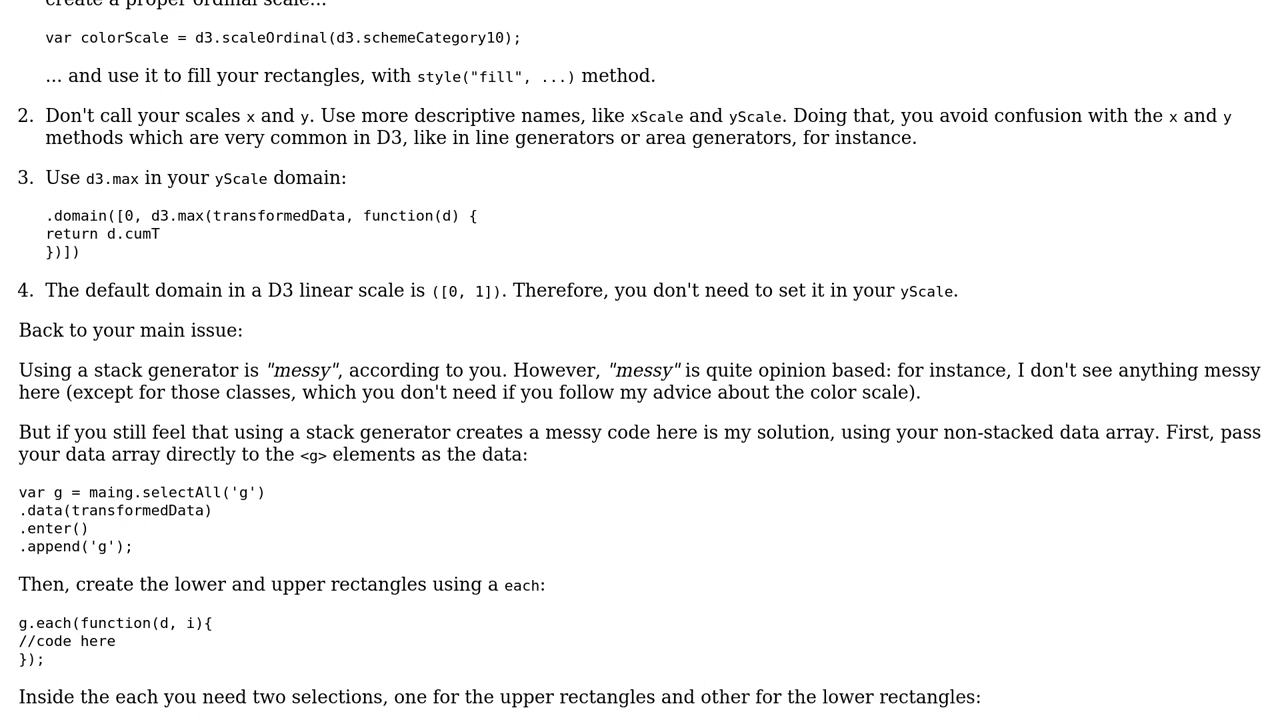 create a proper ordinal scale...
var colorScale = d3.scaleOrdinal(d3.schemeCategory10);
... and use it to fill your rectangles, with style("fill", ...) method.
2. Don't call your scales x and y. Use more descriptive names, like xScale and yScale. Doing that, you avoid confusion with the x and y
methods which are very common in D3, like in line generators or area generators, for instance.
3. Use d3.max in your yScale domain:
.domain([0, d3.max(transformedData, function(d) {
return d.cumT
})])
4. The default domain in a D3 linear scale is ([0, 1]). Therefore, you don't need to set it in your yScale.
Back to your main issue:
Using a stack generator is "messy", according to you. However, "messy" is quite opinion based: for instance, I don't see anything messy
here (except for those classes, which you don't need if you follow my advice about the color scale).
But if you still feel that using a stack generator creates a messy code here is my solution, using your non-stacked data array. First, pass
your data array directly to the <g> elements as the data:
var g = maing.selectAll('g')
.data(transformedData)
.enter()
.append('g');
Then, create the lower and upper rectangles using a each:
g.each(function(d, i){
//code here
});
Inside the each you need two selections, one for the upper rectangles and other for the lower rectangles: